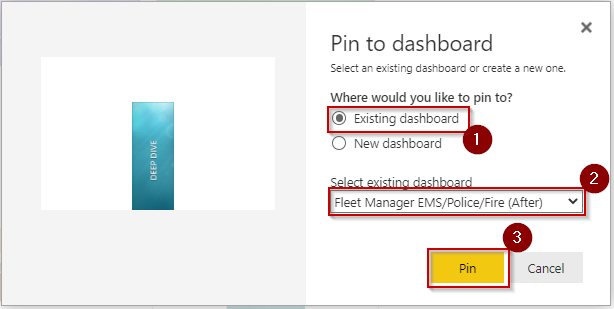 Pin to dashboard
Select an existing dashboard or create a new one.
Where would you like to pin to?
Existing dashboard
1
New dashboard
Select existing dashboard
2
Fleet Manager EMS/Police/Fire (After)
3
Pin
Cancel
DEEP DIVE